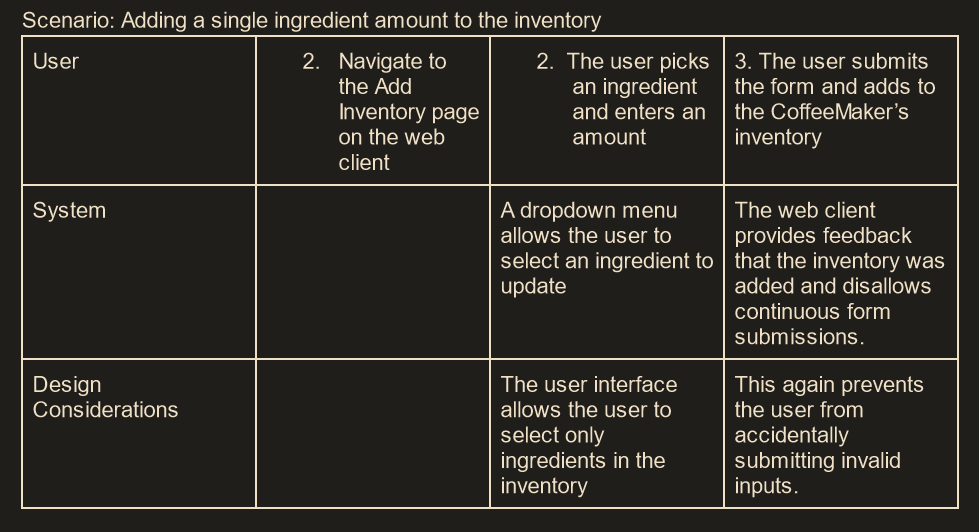 Scenario: Adding a single ingredient amount to the inventory
User
2. Navigate to
the Add
Inventory page
on the web
client
2. The user picks
an ingredient
and enters an
amount
3. The user submits
the form and adds to
the CoffeeMaker's
inventory
System
A dropdown menu
allows the user to
select an ingredient to
update
The web client
provides feedback
that the inventory was
added and disallows
continuous form
submissions.
Design
Considerations
The user interface
allows the user to
select only
ingredients in the
inventory
This again prevents
the user from
accidentally
submitting invalid
inputs.